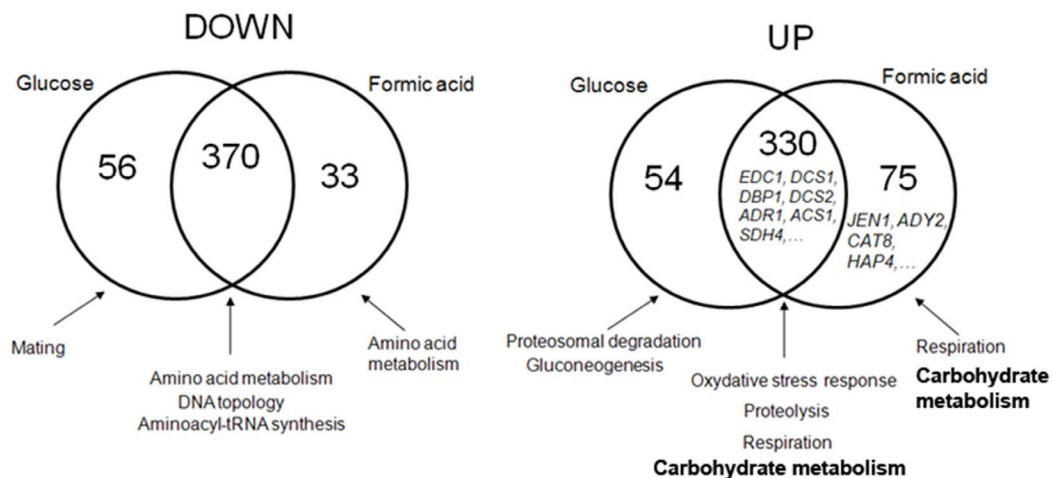 DOWN
Glucose
Formic acid
56
370
33
Mating
Amino acid metabolism
DNA topology
Aminoacyl-tRNA synthesis
Amino acid
metabolism
UP
Glucose
Formic acid
54
330
EDC1, DCS1,
DBP1, DCS2,
ADR1, ACS1,
SDH4,...
75
JEN1, ADY2,
CAT8,
HAP4,...
Proteosomal degradation
Gluconeogenesis
Oxydative stress response
Proteolysis
Respiration
Carbohydrate metabolism
Respiration
Carbohydrate
metabolism